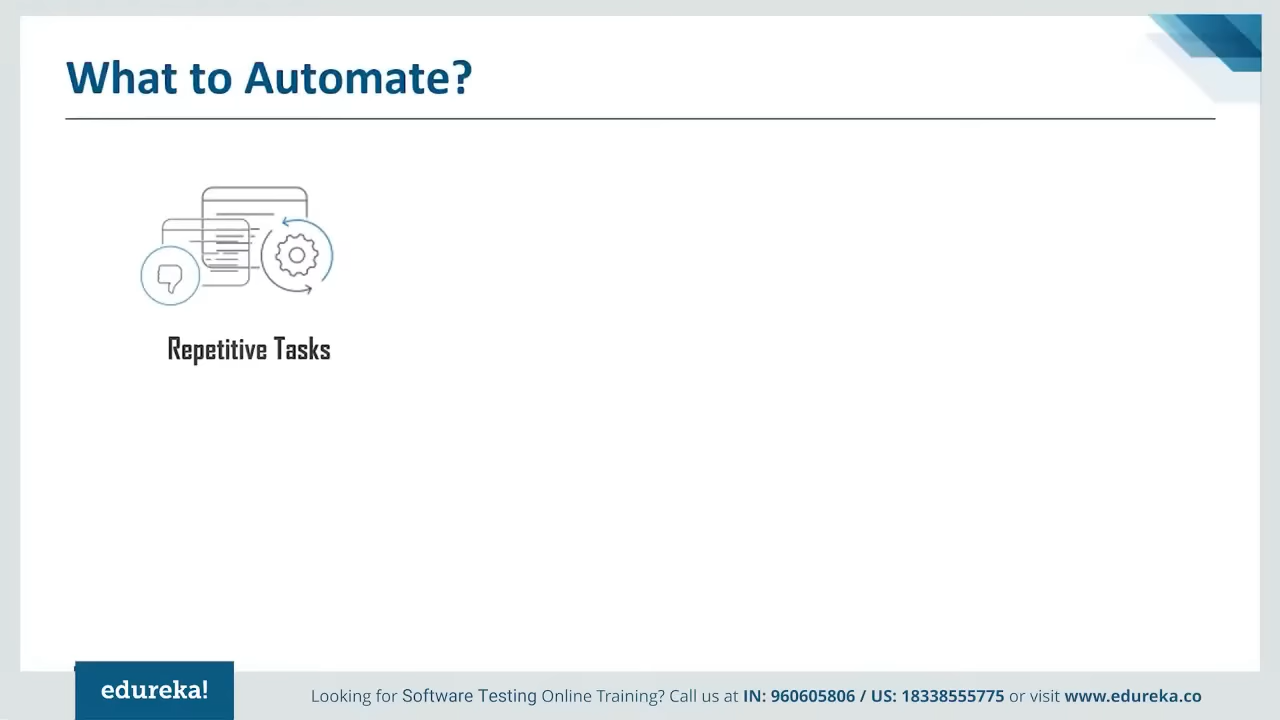 What to Automate?
Repetitive Tasks
edureka!
Looking for Software Testing Online Training? Call us at IN: 960605806 / US: 18338555775 or visit www.edureka.co